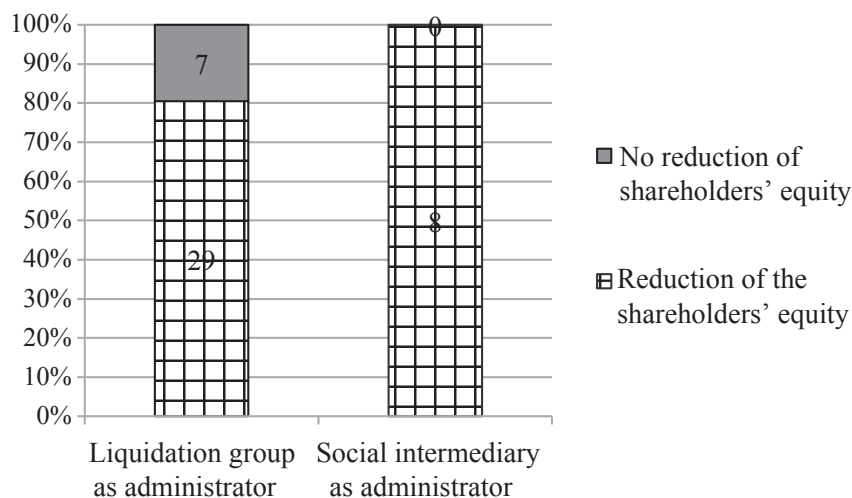 100%
90%
80%
70%
60%
50%
40%
30%
20%
10%
0%
7
29
0
8
Liquidation group
as administrator
Social intermediary
as administrator
No reduction of
shareholders’ equity
Reduction of the
shareholders’ equity